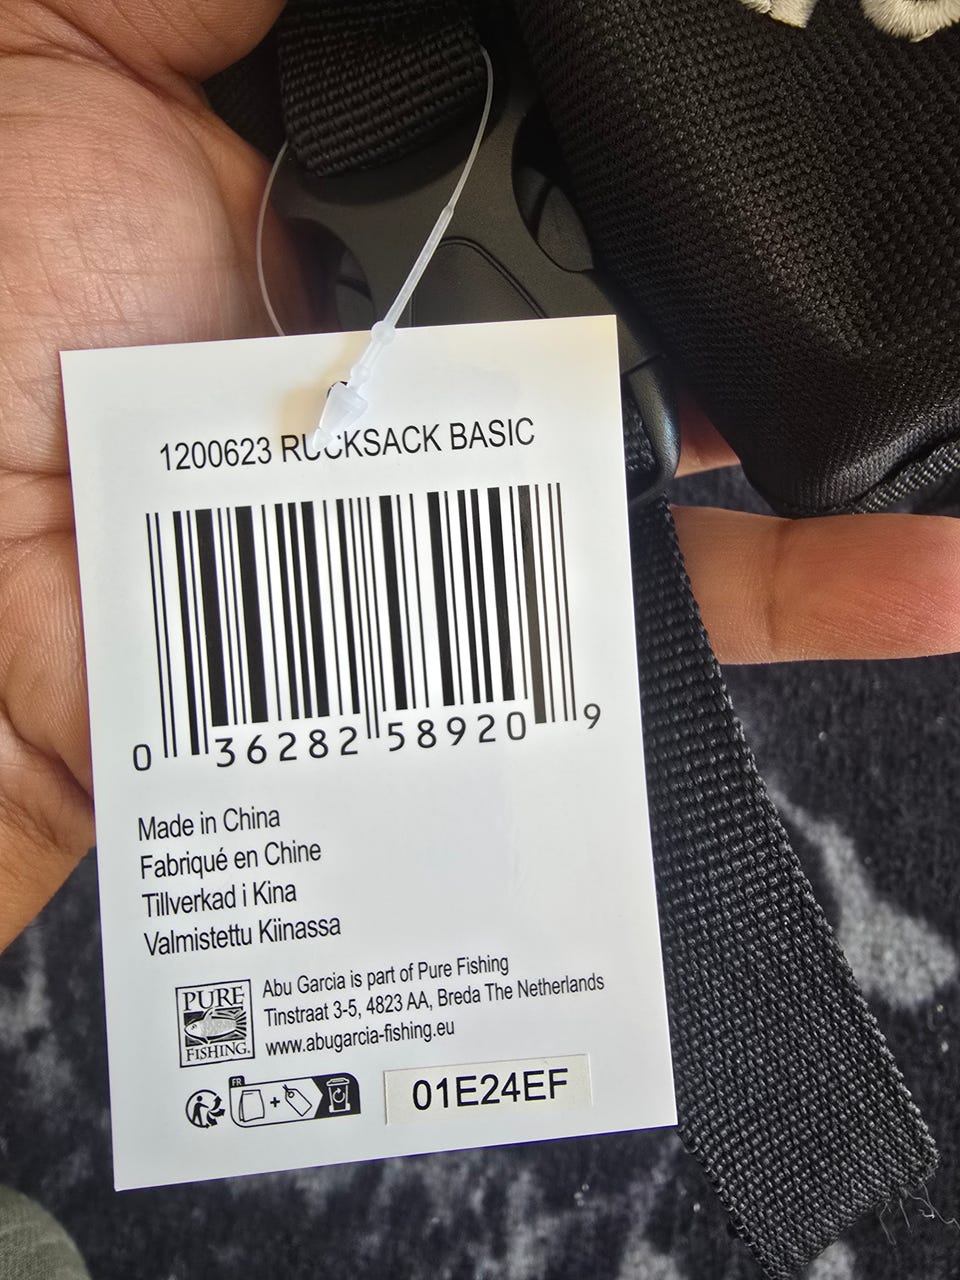 1200623 RUCKSACK BASIC
0 36282 58920 9
Made in China
Fabriqué en Chine
Tillverkad i Kina
Valmistettu Kiinassa
PURE
FISHING®
Abu Garcia is part of Pure Fishing
Tinstraat 3-5, 4823 AA, Breda The Netherlands
www.abugarcia-fishing.eu
FR
+
01E24EF